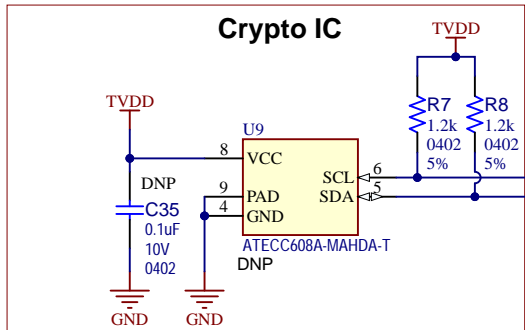 Crypto IC
TVDD
TVDD
U9
8
VCC
9
PAD
4
GND
SCL
6
SDA
5
ATECC608A-MAHDA-T
DNP
DNP
C35
0.1uF
10V
0402
GND
GND
R7
1.2k
0402
5%
R8
1.2k
0402
5%